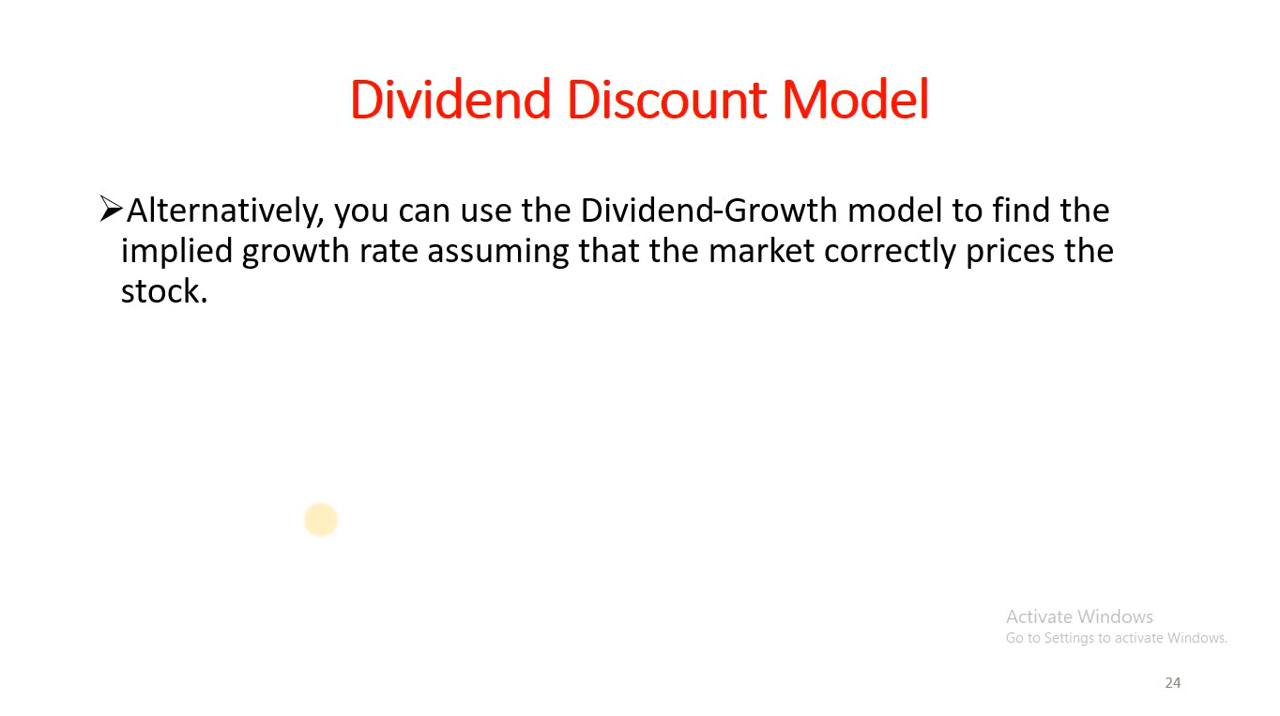 Dividend Discount Model
➢Alternatively, you can use the Dividend-Growth model to find the
implied growth rate assuming that the market correctly prices the
stock.
Activate Windows
Go to Settings to activate Windows.
24